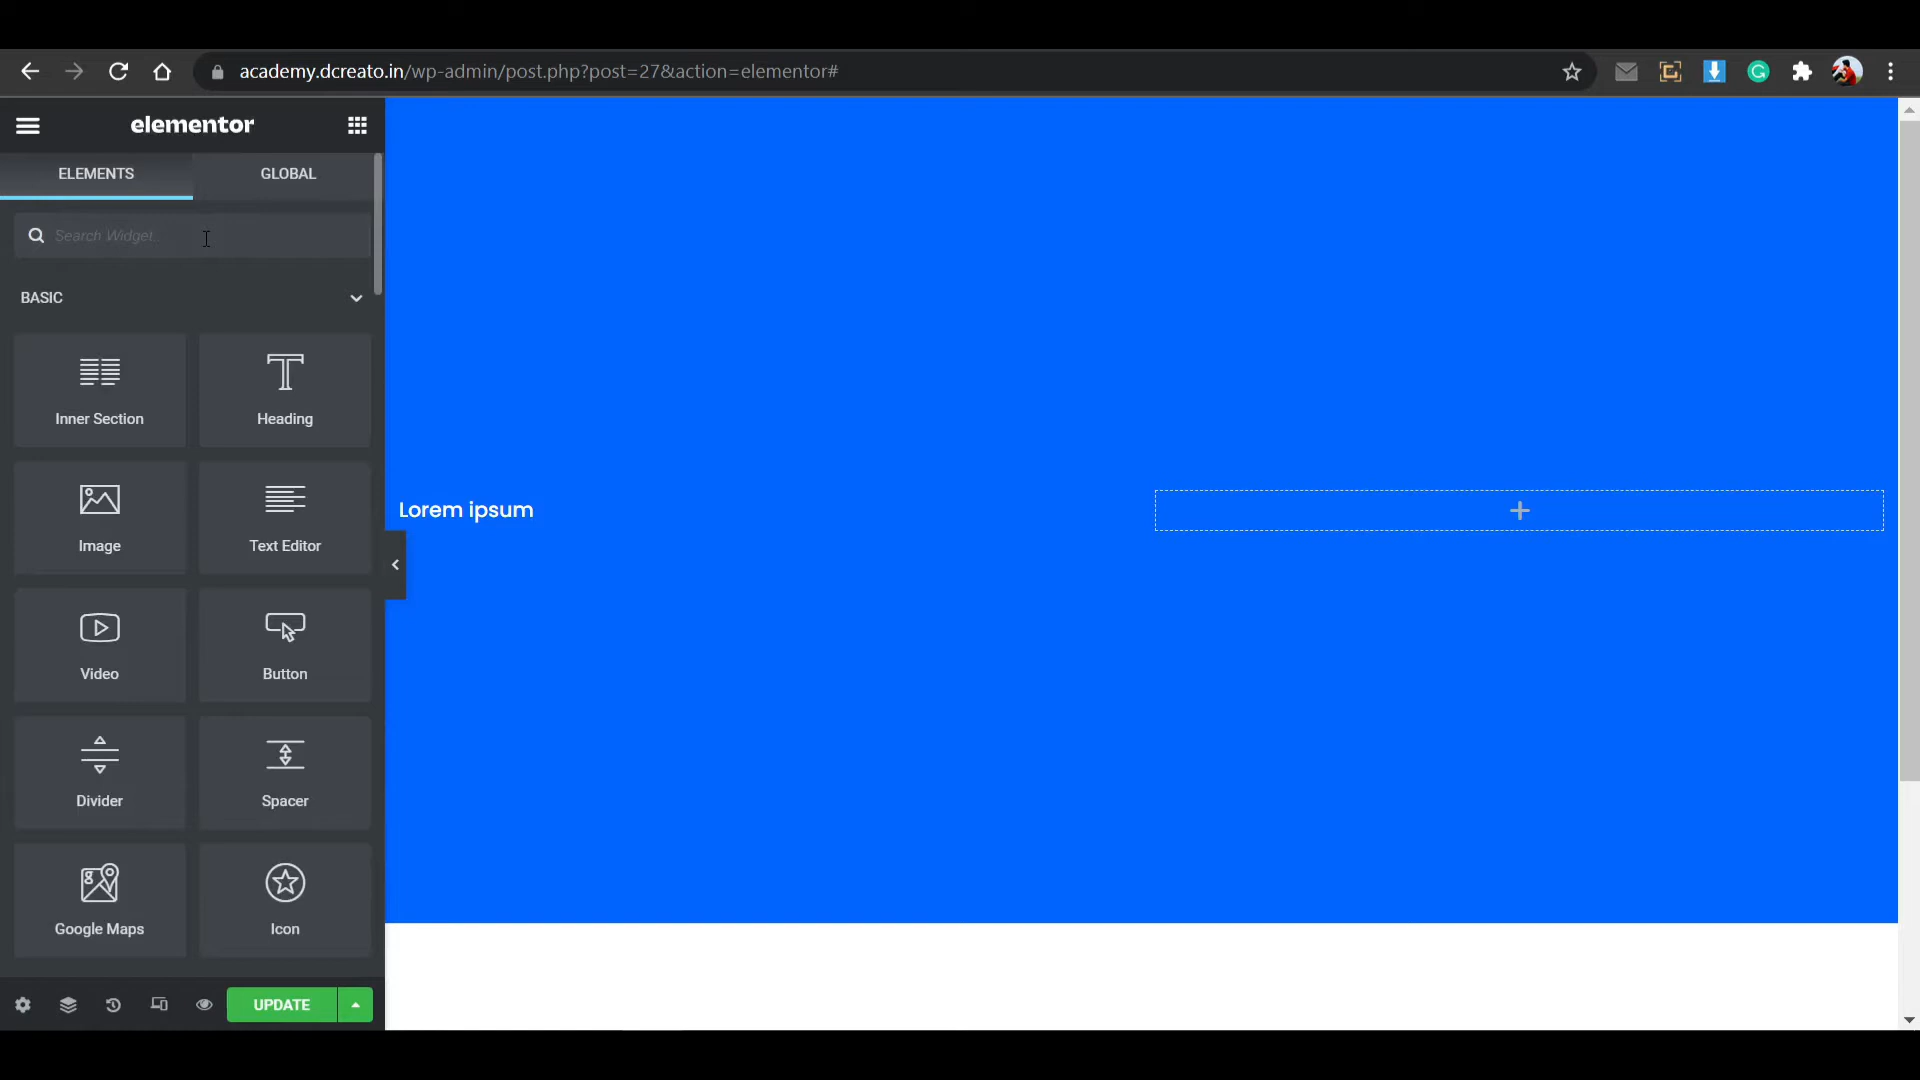 academy.dcreato.in/wp-admin/post.php?post=27&action=elementor#
elementor
ELEMENTS
GLOBAL
Search Widget...
BASIC
Inner Section
Heading
Image
Text Editor
Lorem ipsum
Video
Button
Divider
Spacer
Google Maps
Icon
UPDATE